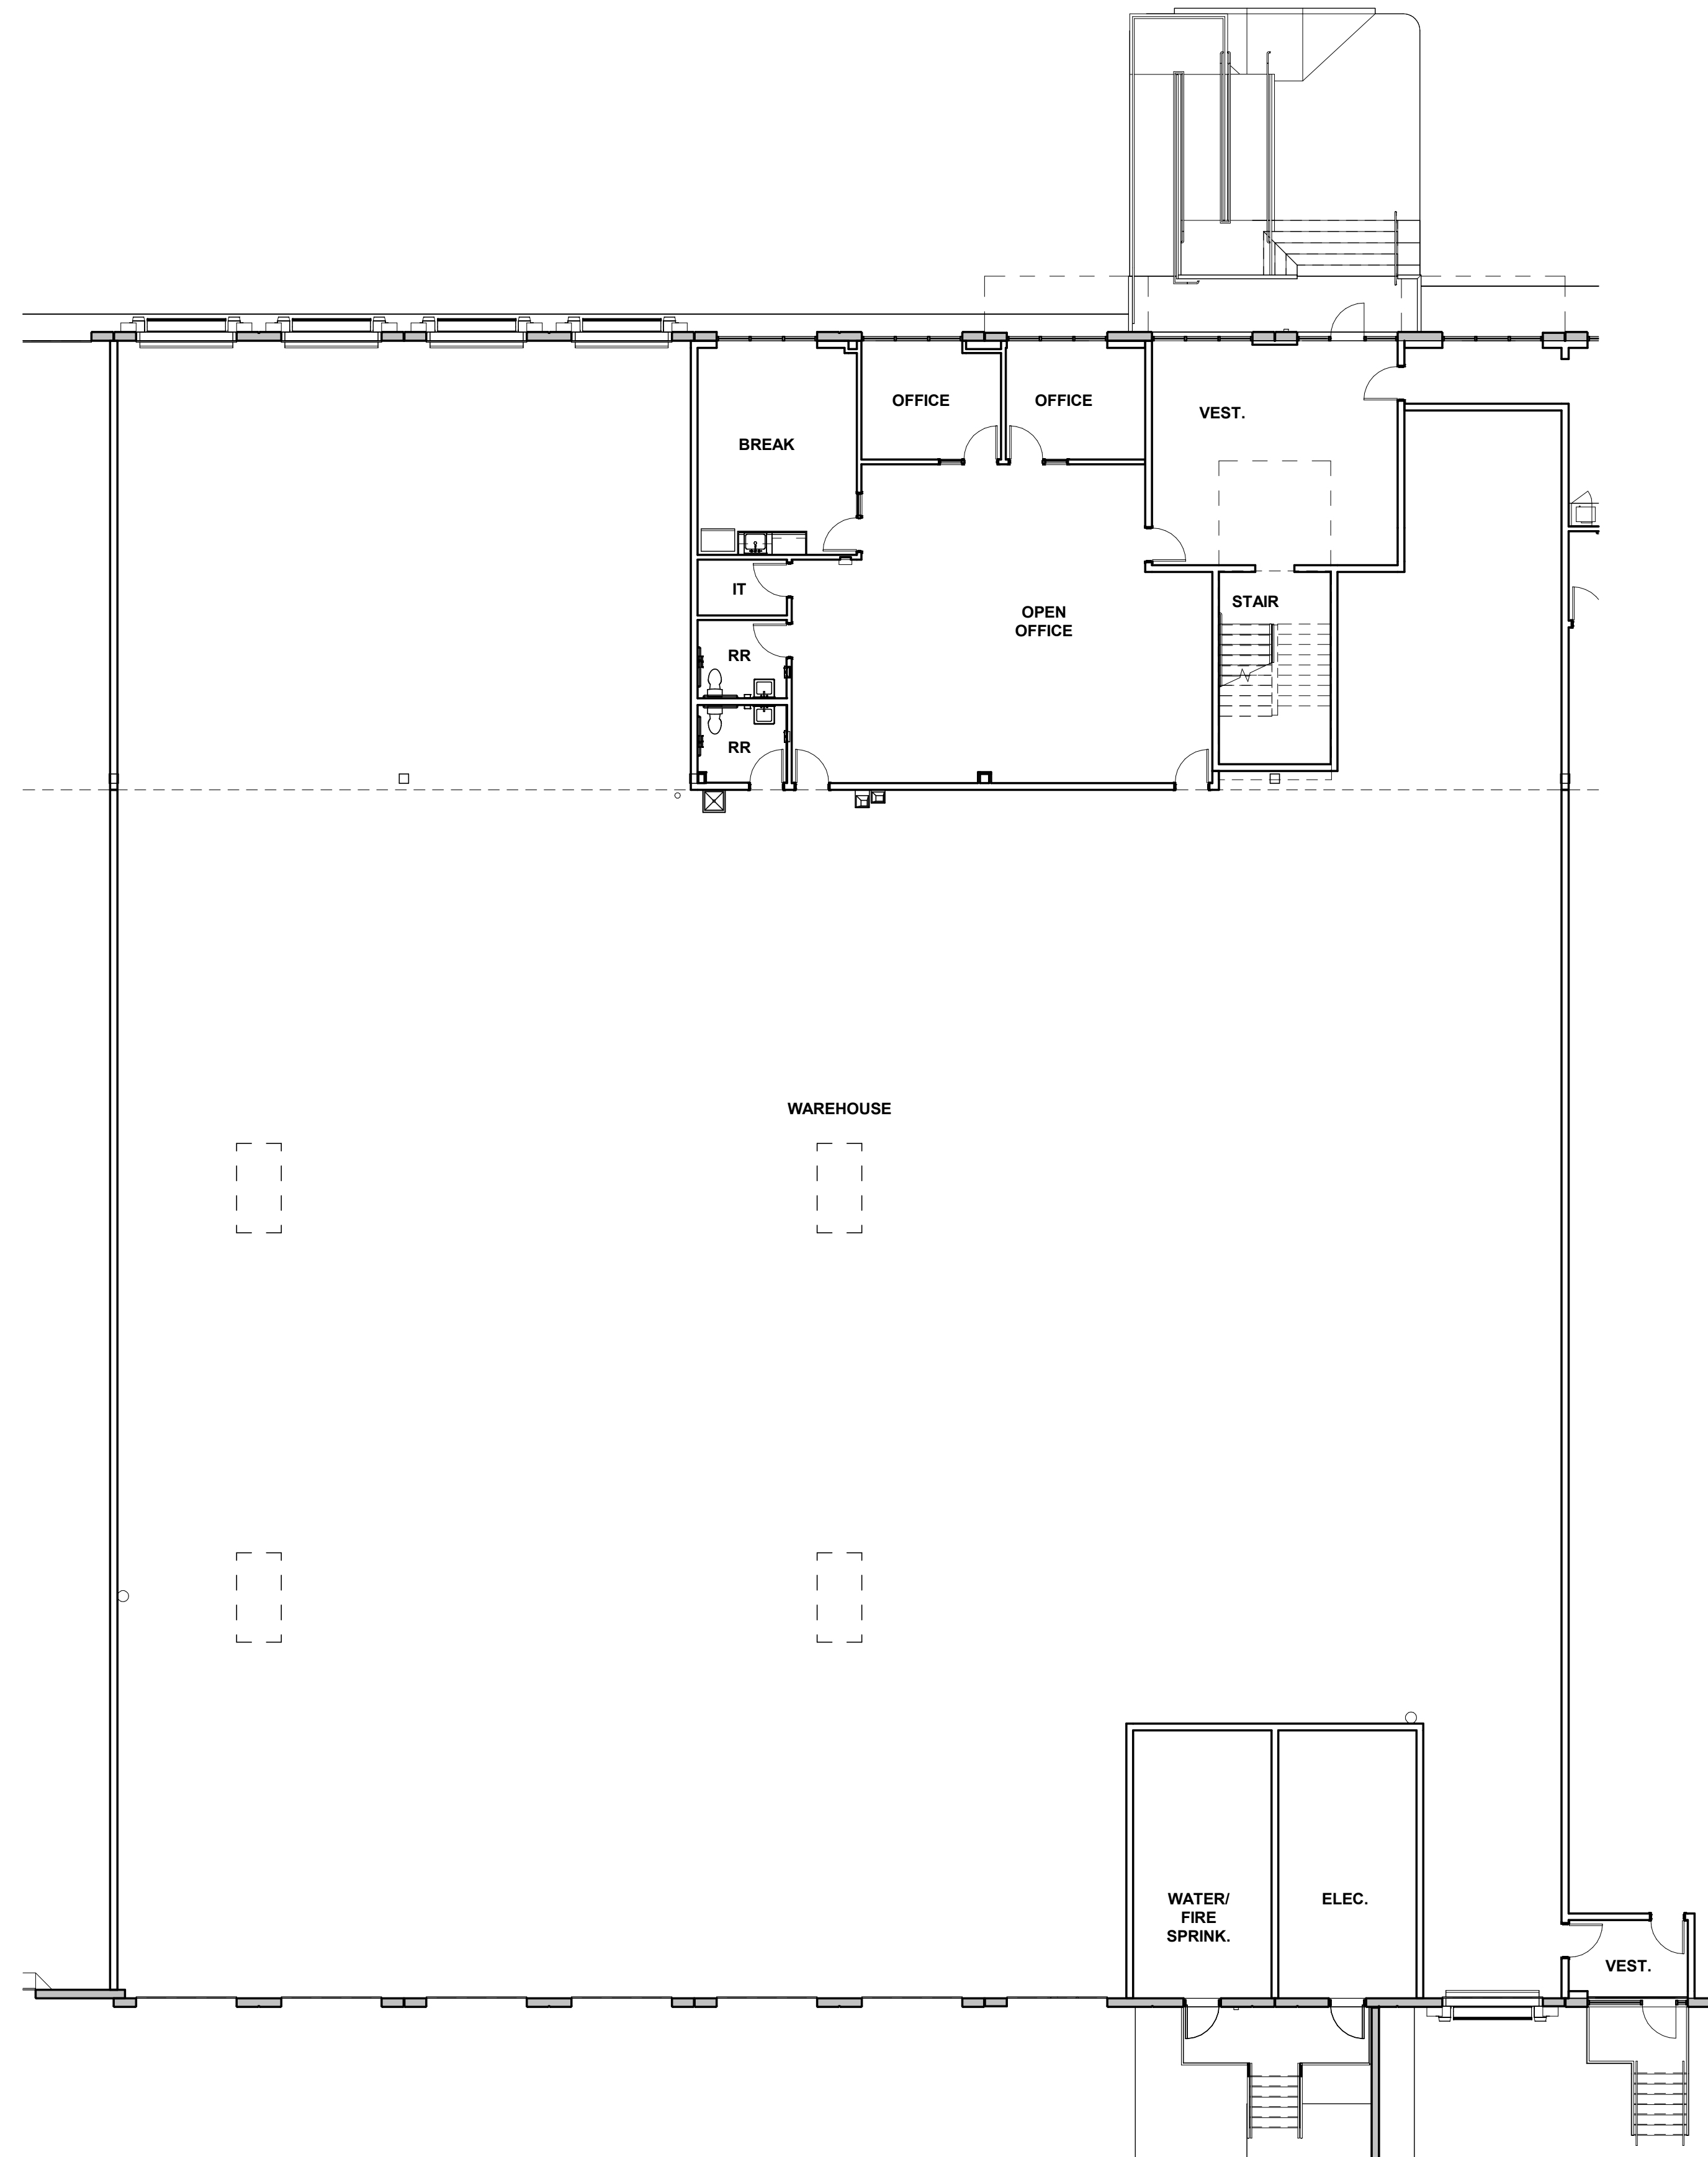 OFFICE
OFFICE
VEST.
BREAK
IT
STAIR
OPEN
OFFICE
RR
RR
WAREHOUSE
WATER/
FIRE
SPRINK.
ELEC.
VEST.